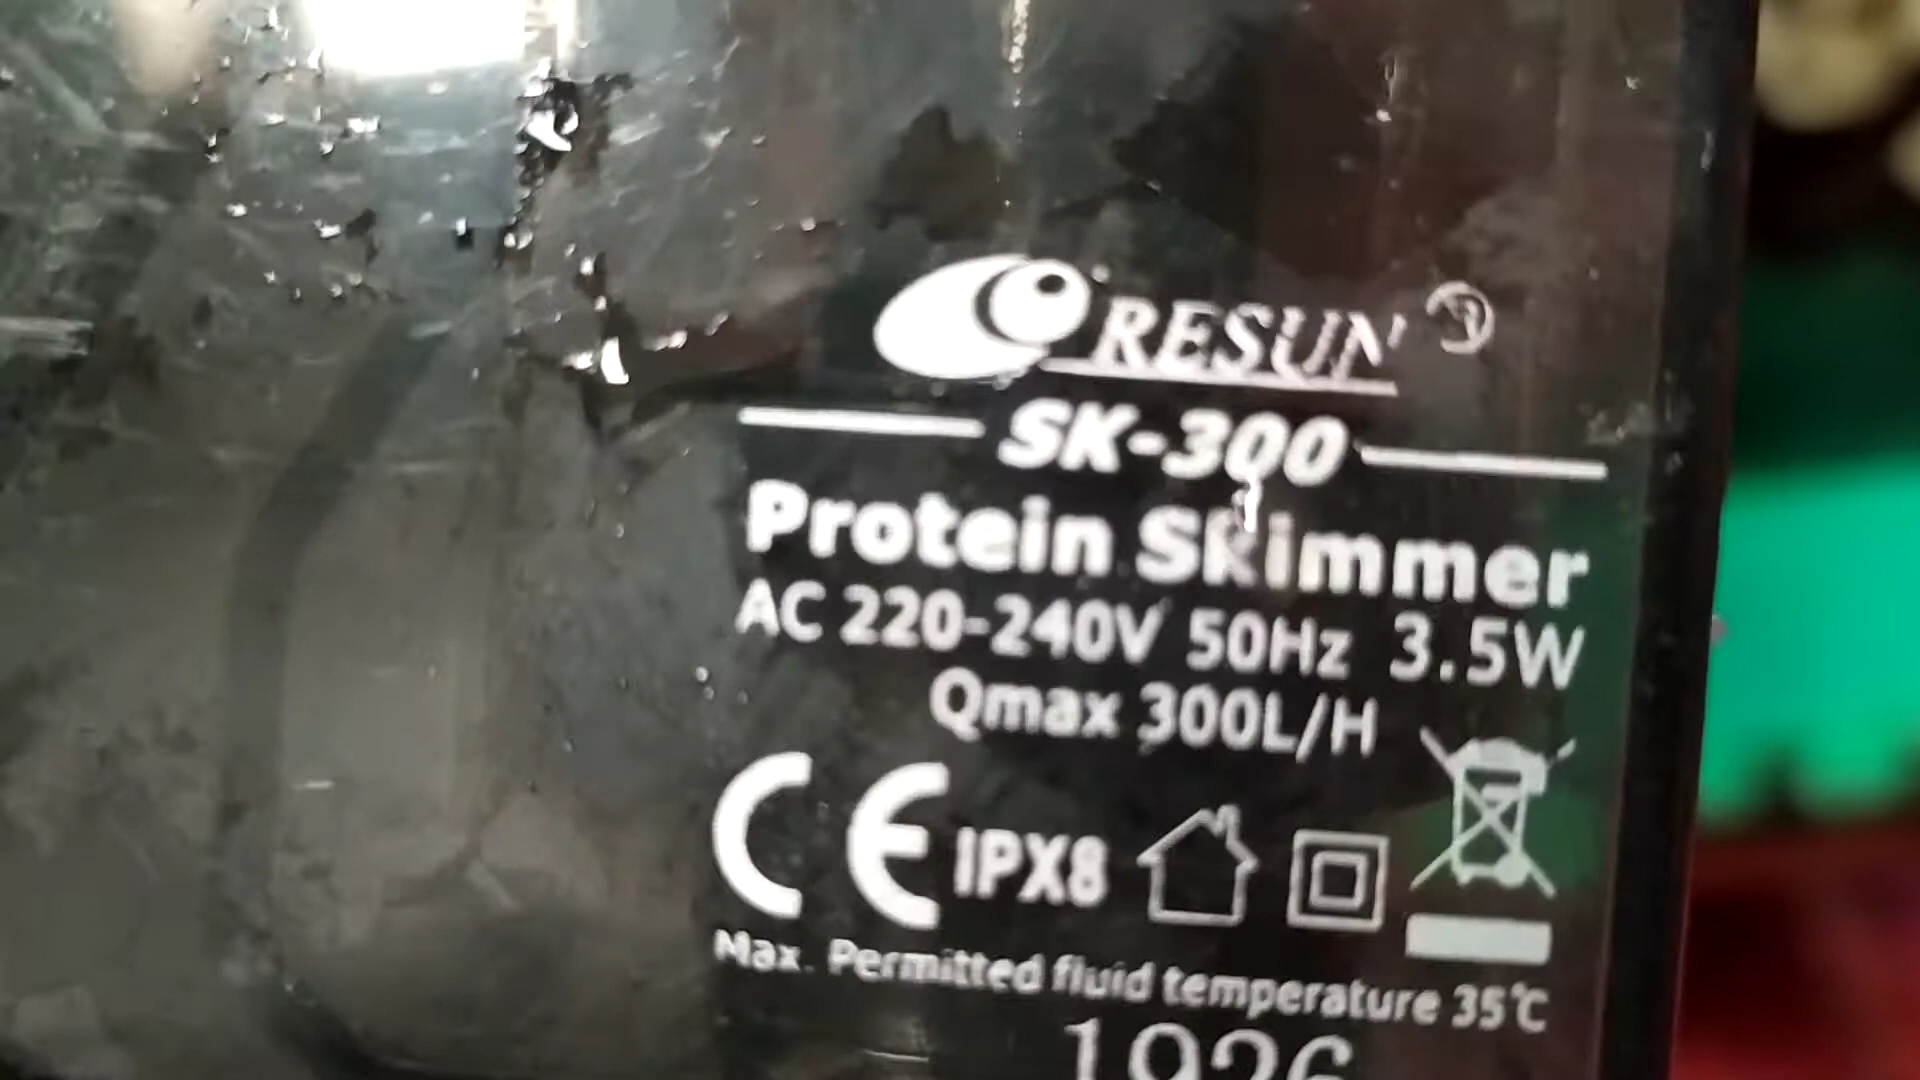 RESUN ®
SK-300
Protein Skimmer
AC 220-240V 50Hz 3.5W
Qmax 300L/H
CE IPX8
Max. Permitted fluid temperature 35℃
1926